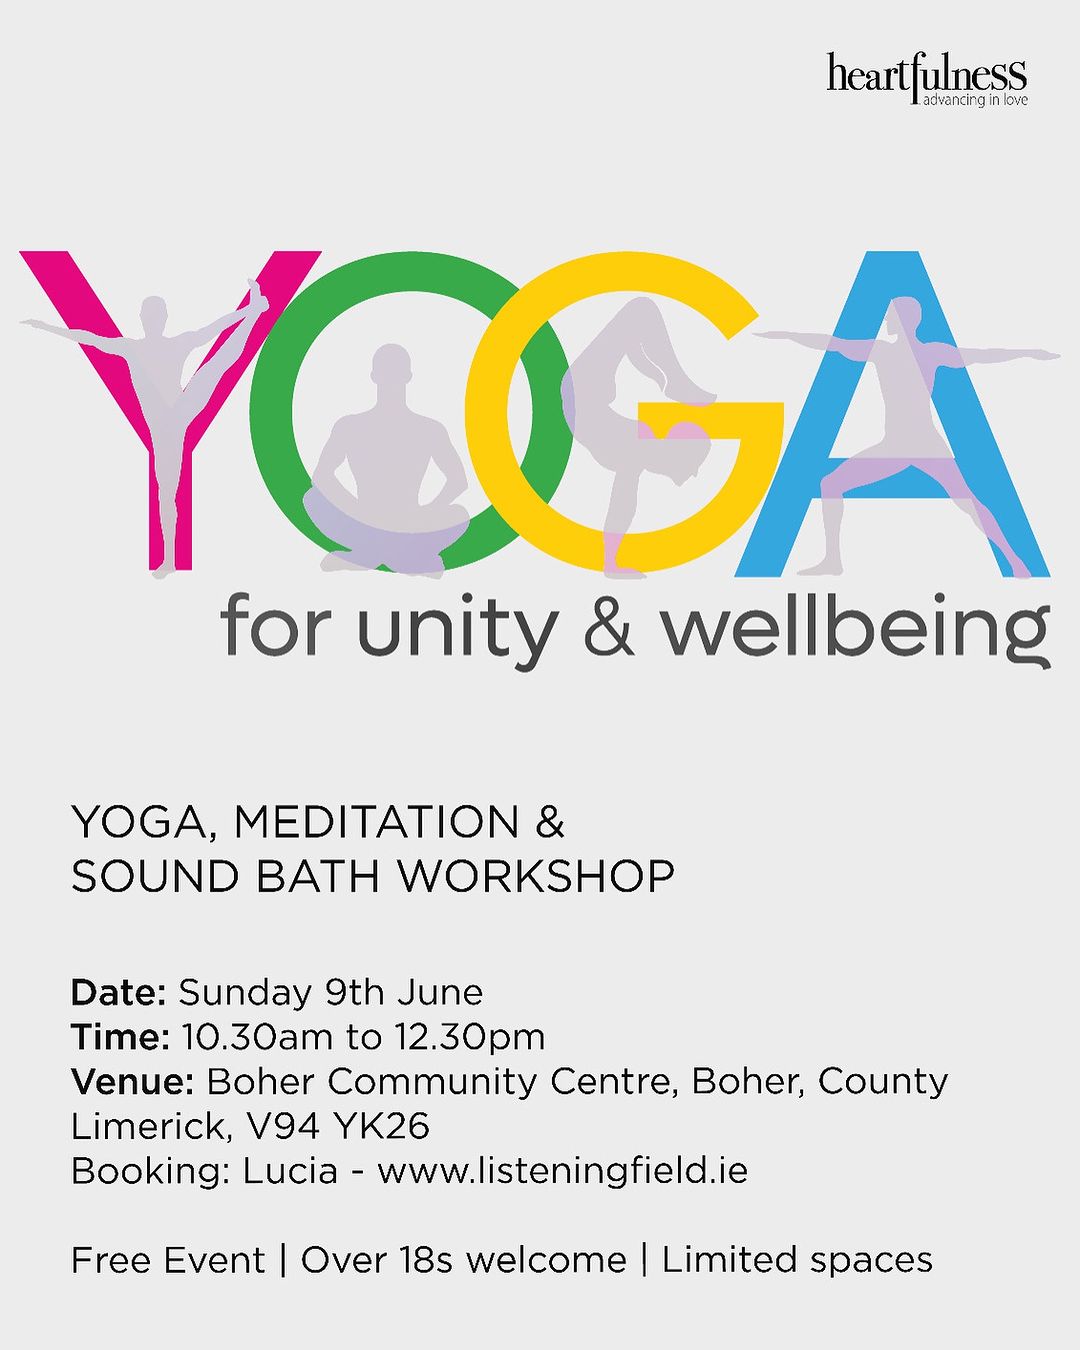 heartfulness
advancing in love
YOGA
for unity & wellbeing
YOGA, MEDITATION &
SOUND BATH WORKSHOP
Date: Sunday 9th June
Time: 10.30am to 12.30pm
Venue: Boher Community Centre, Boher, County
Limerick, V94 YK26
Booking: Lucia - www.listeningfield.ie
Free Event | Over 18s welcome | Limited spaces